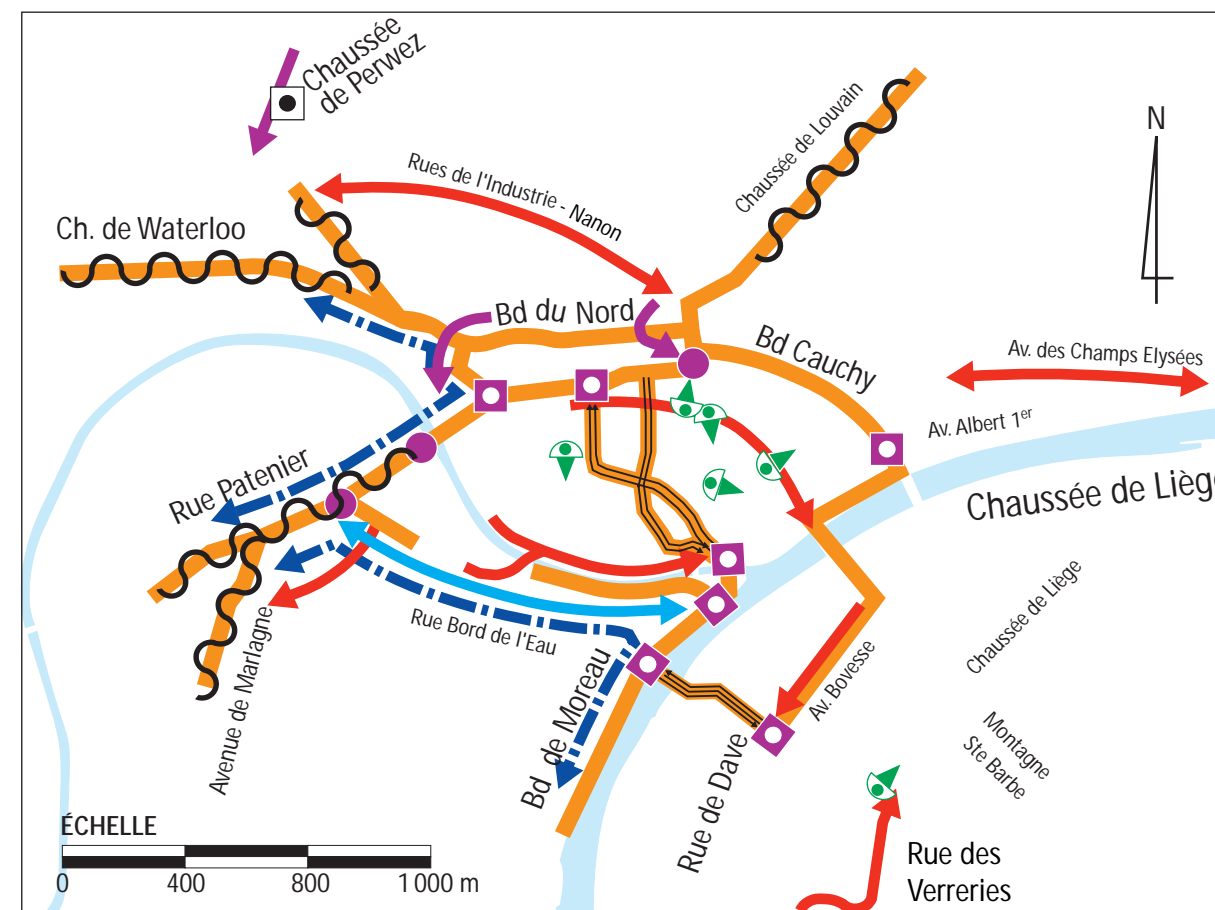 Chaussée
de Perwez
Chaussée de Louvain
N
Rues de l'Industrie - Nanon
Ch. de Waterloo
Bd du Nord
Bd Cauchy
Av. des Champs Elysées
Av. Albert 1er
Rue Patenier
Chaussée de Liège
Chaussée de Liège
Rue Bord de l'Eau
Avenue de Marlagne
Bd de Moreau
Av. Bovesse
Rue de Dave
Montagne
Ste Barbe
ÉCHELLE
0 400 800 1000 m
Rue des
Verreries